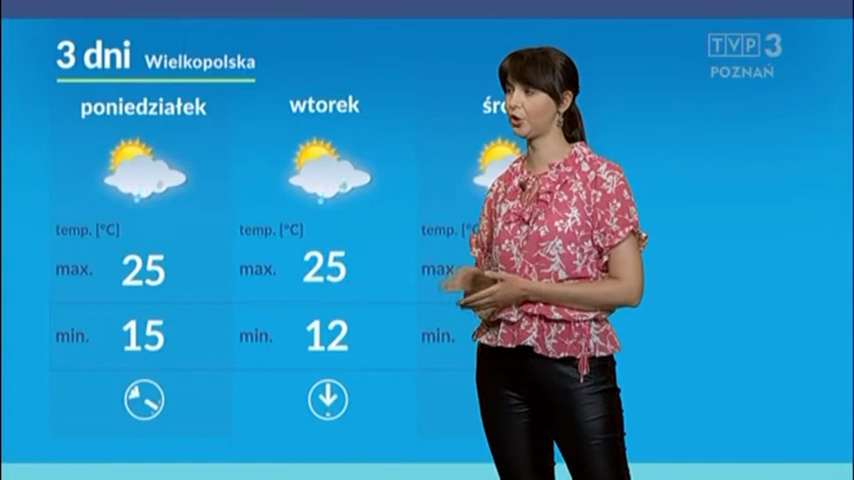 3 dni Wielkopolska
TVP3
POZNAŃ
poniedziałek
wtorek
temp. [°C]
temp. [°C]
max. 25
max. 25
max.
min. 15
min. 12
min.